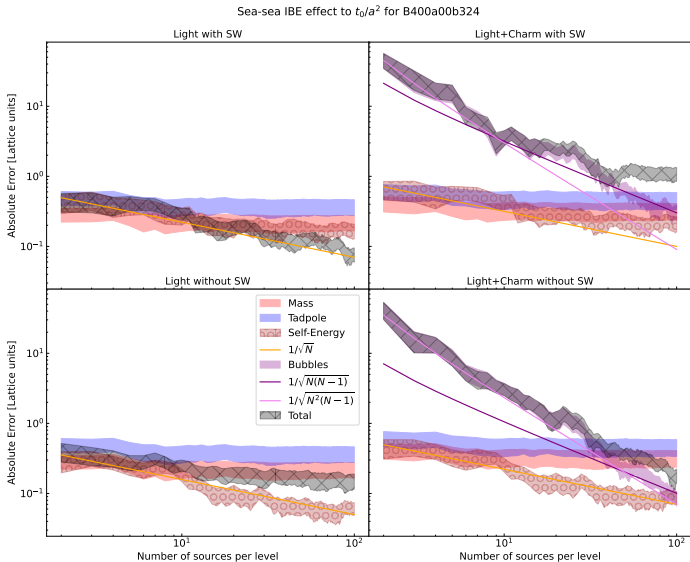 Sea-sea IBE effect to t₀/a² for B400a00b324
Light with SW
Light+Charm with SW
Absolute Error [Lattice units]
10¹
10⁰
10⁻¹
Light without SW
Light+Charm without SW
Absolute Error [Lattice units]
10¹
10⁰
10⁻¹
Mass
Tadpole
Self-Energy
1/√N
Bubbles
1/√N(N−1)
1/√N²(N−1)
Total
10¹
10²
10¹
10²
Number of sources per level
Number of sources per level